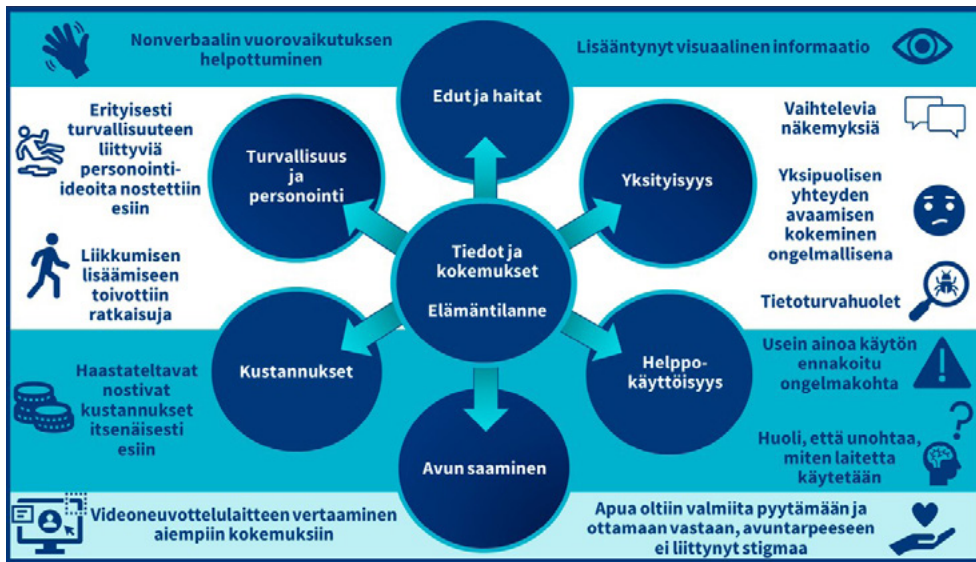 Nonverbaalin vuorovaikutuksen
helpottuminen
Edut ja haitat
Lisääntynyt visuaalinen informaatio
Erityisesti
turvallisuuteen
liittyviä
personointi-
ideoita nostettiin
esiin
Liikkumisen
lisäämiseen
toivottiin
ratkaisuja
Turvallisuus
ja
personointi
Yksityisyys
Vaihtelevia
näkemyksiä
Yksipuolisen
yhteyden
avaamisen
kokeminen
ongelmallisena
Tietoturvahuolet
Tiedot ja
kokemukset
Elämäntilanne
Haastateltavat
nostivat
kustannukset
itsenäisesti
esiin
Kustannukset
Helppo-
käyttöisyys
Usein ainoa käytön
ennakoitu
ongelmakohta
Huoli, että unohtaa,
miten laitetta
käytetään
Avun saaminen
Videoneuvottelulaitteen vertaaminen
aiempiin kokemuksiin
Apua oltiin valmiita pyytämään ja
ottamaan vastaan, avuntarpeeseen
ei liittynyt stigmaa